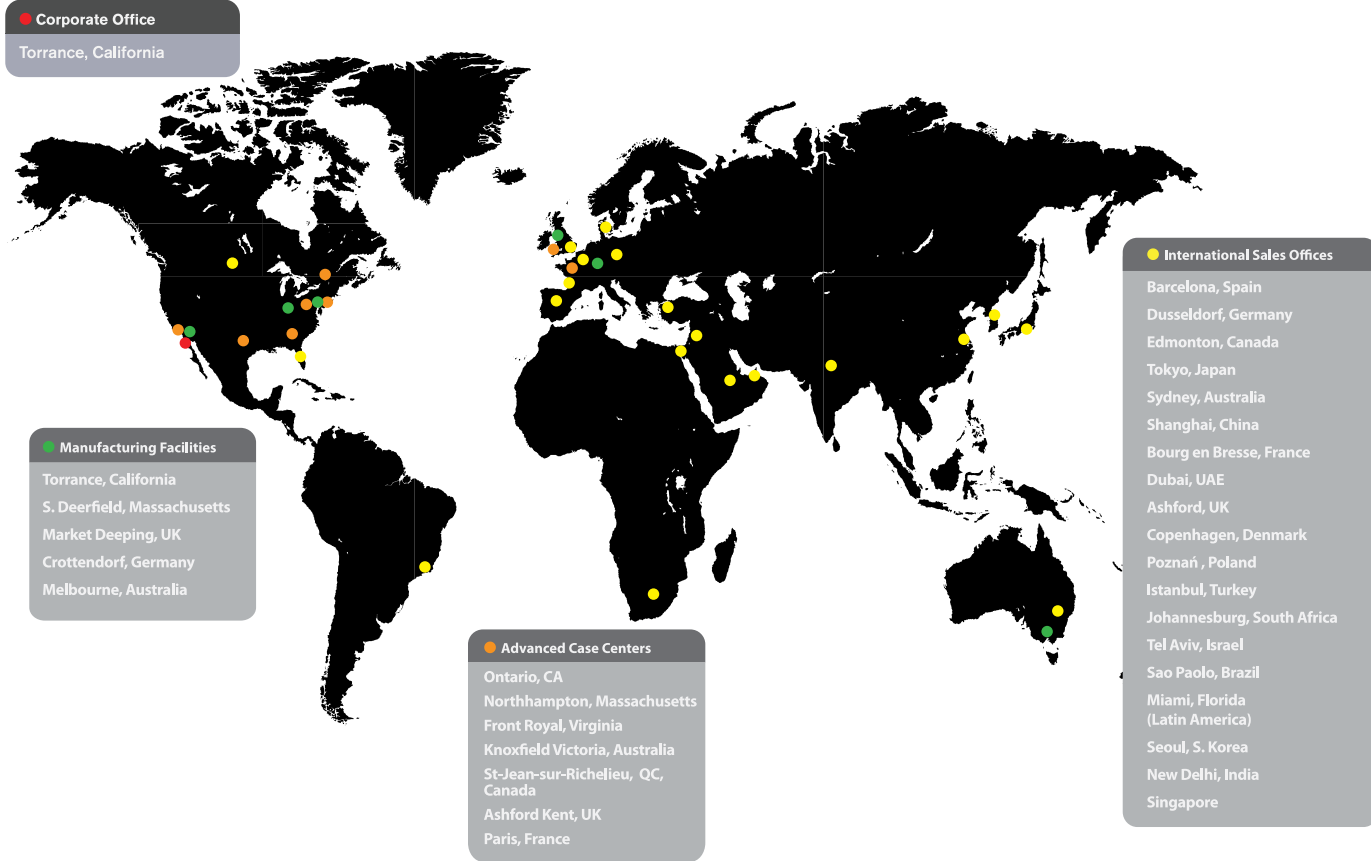 Corporate Office
Torrance, California
Manufacturing Facilities
Torrance, California
S. Deerfield, Massachusetts
Market Deeping, UK
Crottendorf, Germany
Melbourne, Australia
Advanced Case Centers
Ontario, CA
Northhampton, Massachusetts
Front Royal, Virginia
Knoxfield Victoria, Australia
St-Jean-sur-Richelieu, QC,
Canada
Ashford Kent, UK
Paris, France
International Sales Offices
Barcelona, Spain
Dusseldorf, Germany
Edmonton, Canada
Tokyo, Japan
Sydney, Australia
Shanghai, China
Bourg en Bresse, France
Dubai, UAE
Ashford, UK
Copenhagen, Denmark
Poznań , Poland
Istanbul, Turkey
Johannesburg, South Africa
Tel Aviv, Israel
Sao Paolo, Brazil
Miami, Florida
(Latin America)
Seoul, S. Korea
New Delhi, India
Singapore